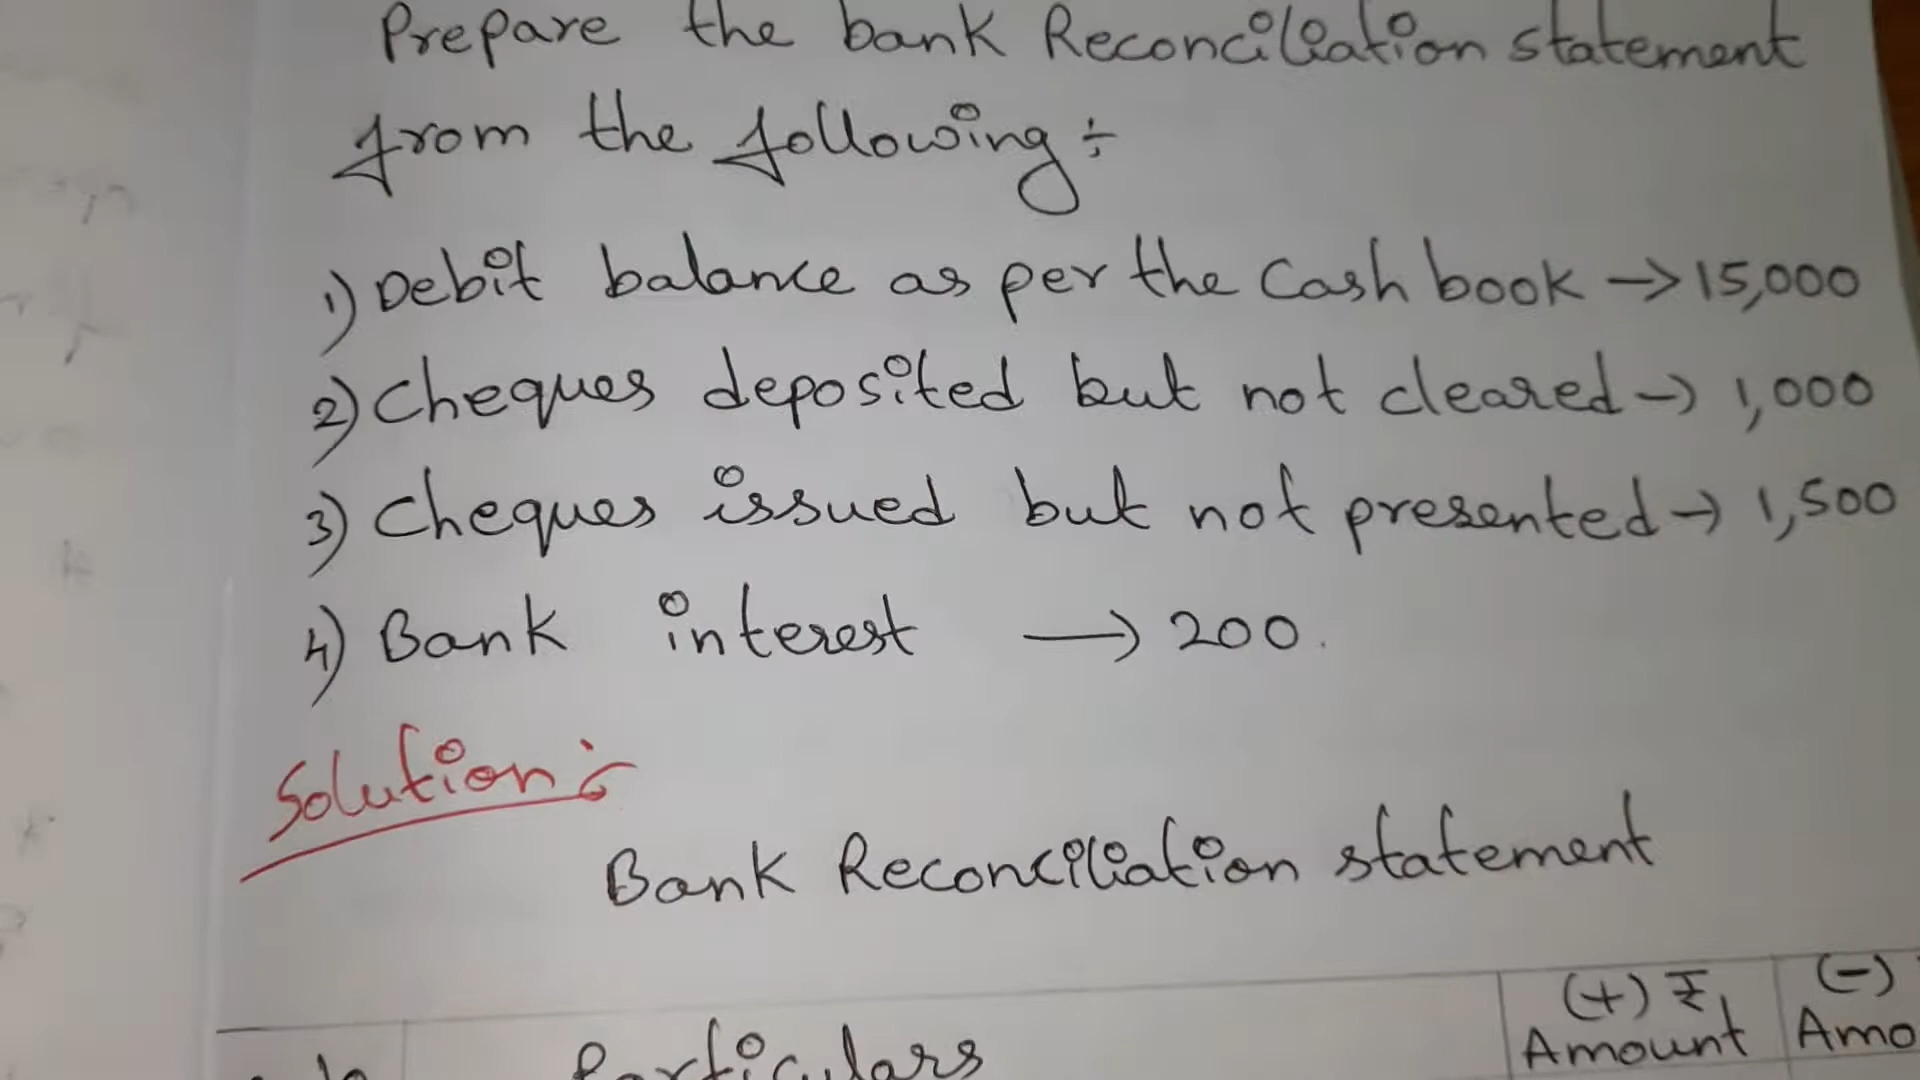 Prepare the bank Reconciliation statement
from the following ÷
1) Debit balance as per the Cash book → 15,000
2) Cheques deposited but not cleared → 1,000
3) Cheques issued but not presented → 1,500
4) Bank interest → 200.
Solution :-
Bank Reconciliation statement
(+) ₹ (-)
Particulars Amount Amo